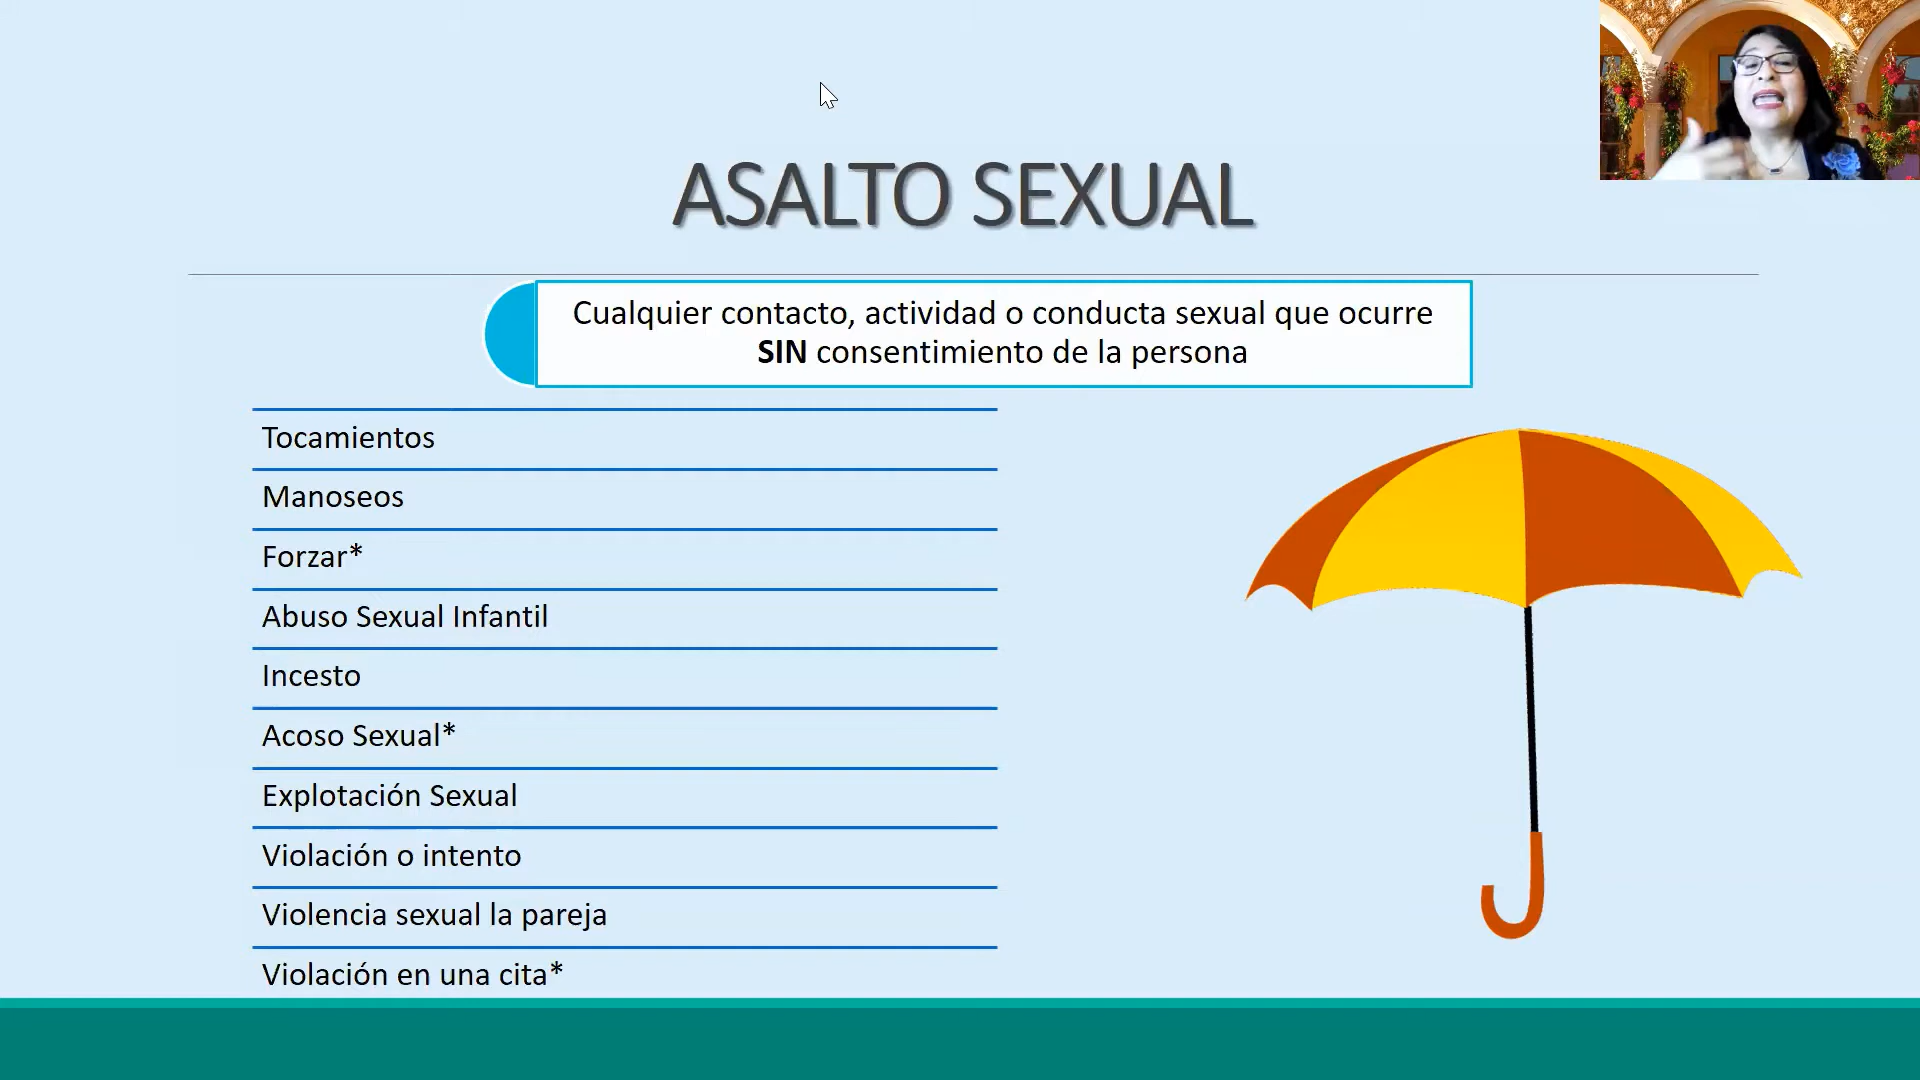 ASALTO SEXUAL
Cualquier contacto, actividad o conducta sexual que ocurre
SIN consentimiento de la persona
Tocamientos
Manoseos
Forzar*
Abuso Sexual Infantil
Incesto
Acoso Sexual*
Explotación Sexual
Violación o intento
Violencia sexual la pareja
Violación en una cita*